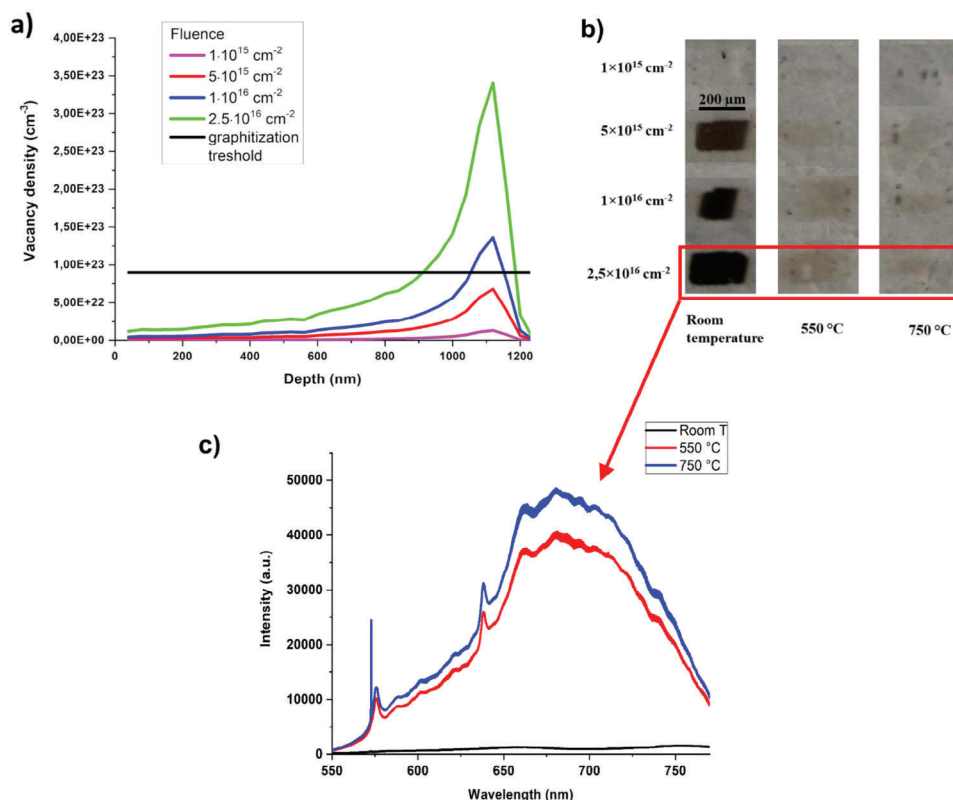 a)
4,00E+23
3,50E+23
3,00E+23
2,50E+23
2,00E+23
1,50E+23
1,00E+23
5,00E+22
0,00E+00
Vacancy density (cm⁻³)
0 200 400 600 800 1000 1200
Depth (nm)
Fluence
1·10¹⁵ cm⁻²
5·10¹⁵ cm⁻²
1·10¹⁶ cm⁻²
2.5·10¹⁶ cm⁻²
graphitization
treshold
b)
1×10¹⁵ cm⁻²
200 µm
5×10¹⁵ cm⁻²
1×10¹⁶ cm⁻²
2,5×10¹⁶ cm⁻²
Room
temperature
550 °C
750 °C
c)
Room T
550 °C
750 °C
50000
40000
30000
20000
10000
0
Intensity (a.u.)
550 600 650 700 750
Wavelength (nm)